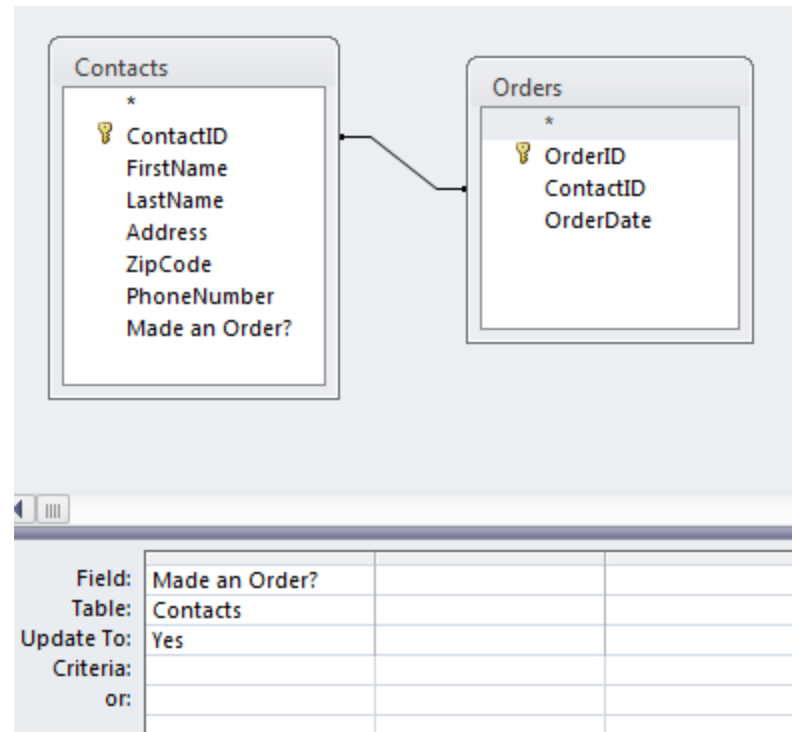 Contacts
*
ContactID
FirstName
LastName
Address
ZipCode
PhoneNumber
Made an Order?
Orders
*
OrderID
ContactID
OrderDate
Field: Made an Order?
Table: Contacts
Update To: Yes
Criteria:
or: